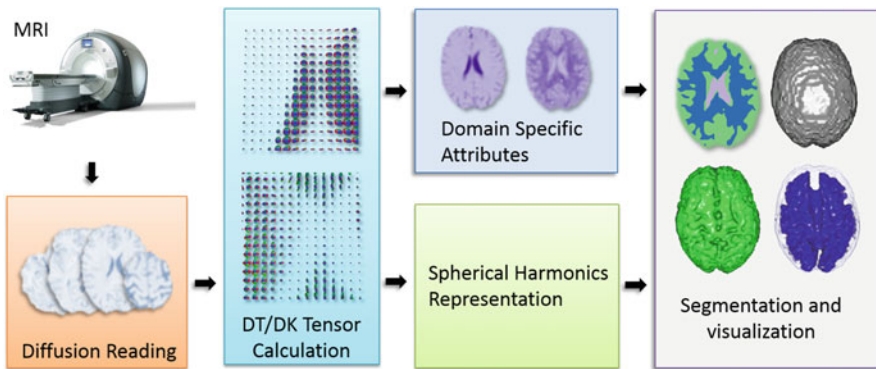 MRI
Diffusion Reading
DT/DK Tensor
Calculation
Domain Specific
Attributes
Spherical Harmonics
Representation
Segmentation and
visualization